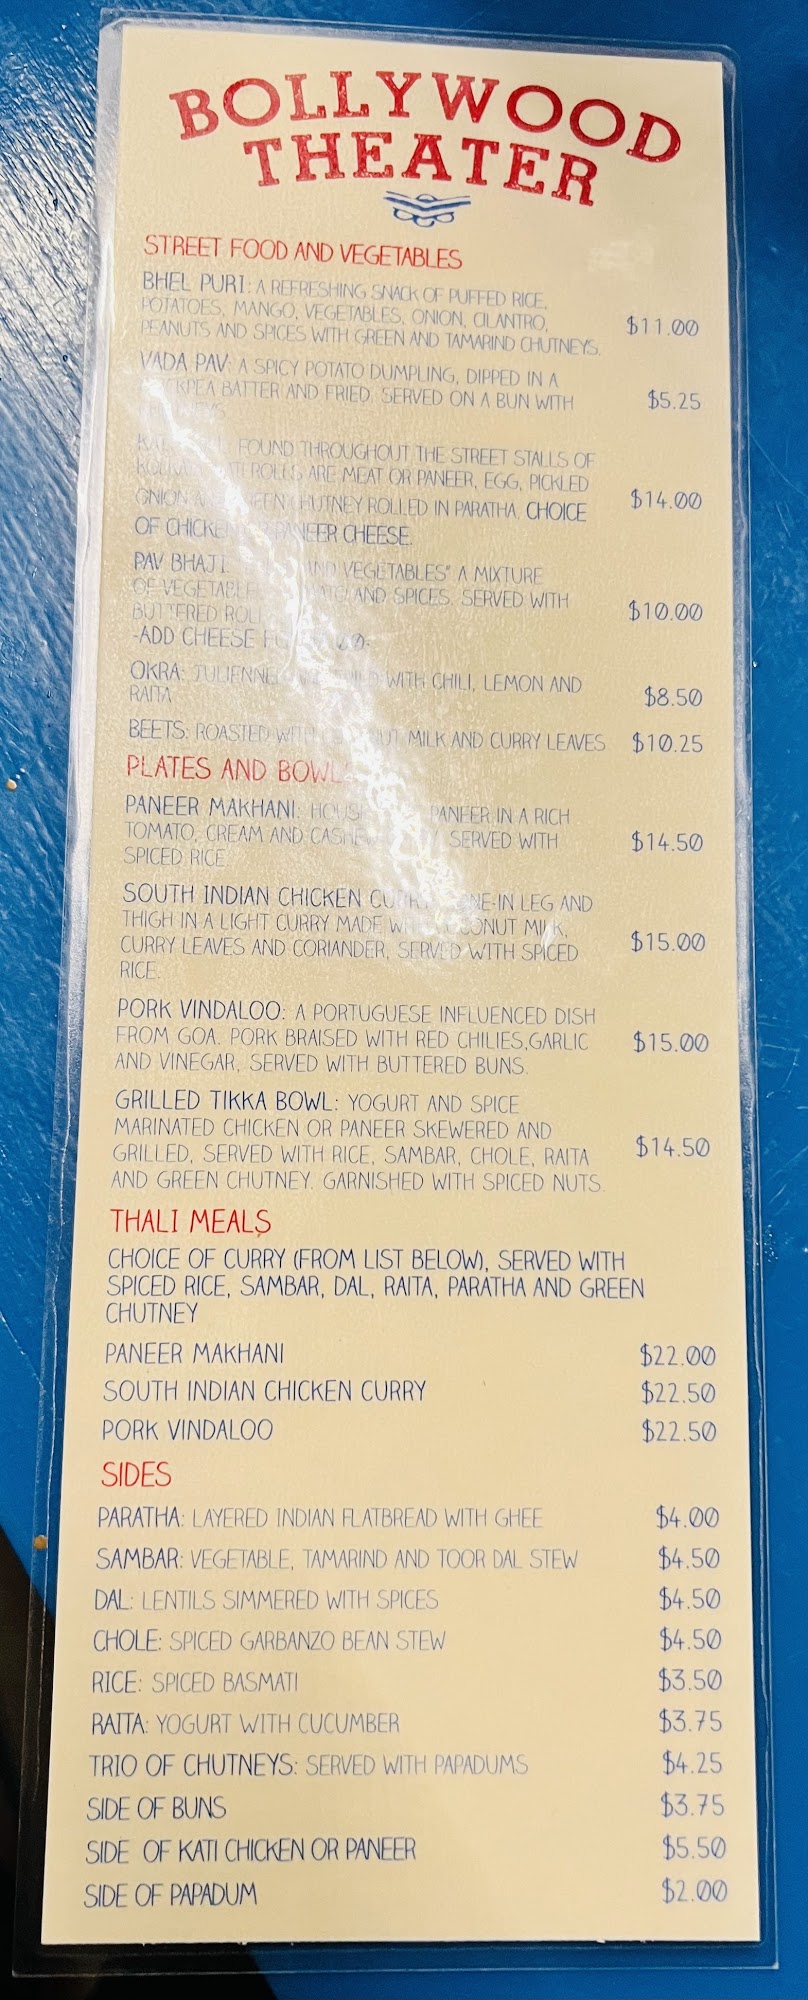 BOLLYWOOD
THEATER
STREET FOOD AND VEGETABLES
BHEL PURI: A REFRESHING SNACK OF PUFFED RICE,
POTATOES, MANGO, VEGETABLES, ONION, CILANTRO,
PEANUTS AND SPICES WITH GREEN AND TAMARIND CHUTNEYS. $11.00
VADA PAV: A SPICY POTATO DUMPLING, DIPPED IN A
BATTER AND FRIED. SERVED ON A BUN WITH $5.25
FOUND THROUGHOUT THE STREET STALLS OF
ROLLS ARE MEAT OR PANEER, EGG, PICKLED
ONION CHUTNEY ROLLED IN PARATHA. CHOICE $14.00
OF CHICKEN OR PANEER CHEESE.
PAV BHAJI: AND VEGETABLES" A MIXTURE
OF VEGETABLE AND SPICES. SERVED WITH
BUTTERED ROLL $10.00
-ADD CHEESE
OKRA: JULIENNED WITH CHILI, LEMON AND
RAITA $8.50
BEETS: ROASTED WITH COCONUT MILK AND CURRY LEAVES $10.25
PLATES AND BOWLS
PANEER MAKHANI: PANEER IN A RICH
TOMATO, CREAM AND CASHEW SERVED WITH
SPICED RICE $14.50
SOUTH INDIAN CHICKEN CURRY: BONE-IN LEG AND
THIGH IN A LIGHT CURRY MADE WITH COCONUT MILK,
CURRY LEAVES AND CORIANDER, SERVED WITH SPICED
RICE. $15.00
PORK VINDALOO: A PORTUGUESE INFLUENCED DISH
FROM GOA. PORK BRAISED WITH RED CHILIES,GARLIC
AND VINEGAR, SERVED WITH BUTTERED BUNS. $15.00
GRILLED TIKKA BOWL: YOGURT AND SPICE
MARINATED CHICKEN OR PANEER SKEWERED AND
GRILLED, SERVED WITH RICE, SAMBAR, CHOLE, RAITA $14.50
AND GREEN CHUTNEY. GARNISHED WITH SPICED NUTS.
THALI MEALS
CHOICE OF CURRY (FROM LIST BELOW), SERVED WITH
SPICED RICE, SAMBAR, DAL, RAITA, PARATHA AND GREEN
CHUTNEY
PANEER MAKHANI $22.00
SOUTH INDIAN CHICKEN CURRY $22.50
PORK VINDALOO $22.50
SIDES
PARATHA: LAYERED INDIAN FLATBREAD WITH GHEE $4.00
SAMBAR: VEGETABLE, TAMARIND AND TOOR DAL STEW $4.50
DAL: LENTILS SIMMERED WITH SPICES $4.50
CHOLE: SPICED GARBANZO BEAN STEW $4.50
RICE: SPICED BASMATI $3.50
RAITA: YOGURT WITH CUCUMBER $3.75
TRIO OF CHUTNEYS: SERVED WITH PAPADUMS $4.25
SIDE OF BUNS $3.75
SIDE OF KATI CHICKEN OR PANEER $5.50
SIDE OF PAPADUM $2.00